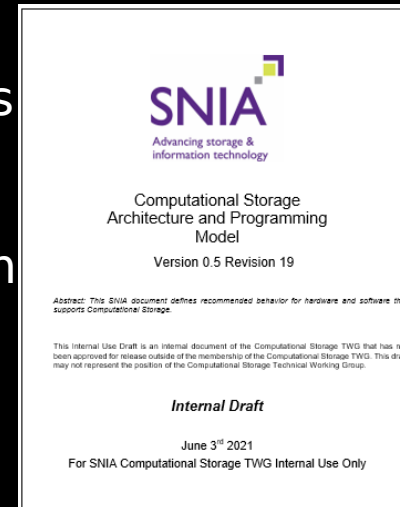 s
n
SNIA
Advancing storage &
information technology
Computational Storage
Architecture and Programming
Model
Version 0.5 Revision 19
Abstract: This SNIA document defines recommended behavior for hardware and software th
supports Computational Storage.
This Internal Use Draft is an internal document of the Computational Storage TWG that has n
been approved for release outside of the membership of the Computational Storage TWG. This dra
may not represent the position of the Computational Storage Technical Working Group.
Internal Draft
June 3rd 2021
For SNIA Computational Storage TWG Internal Use Only